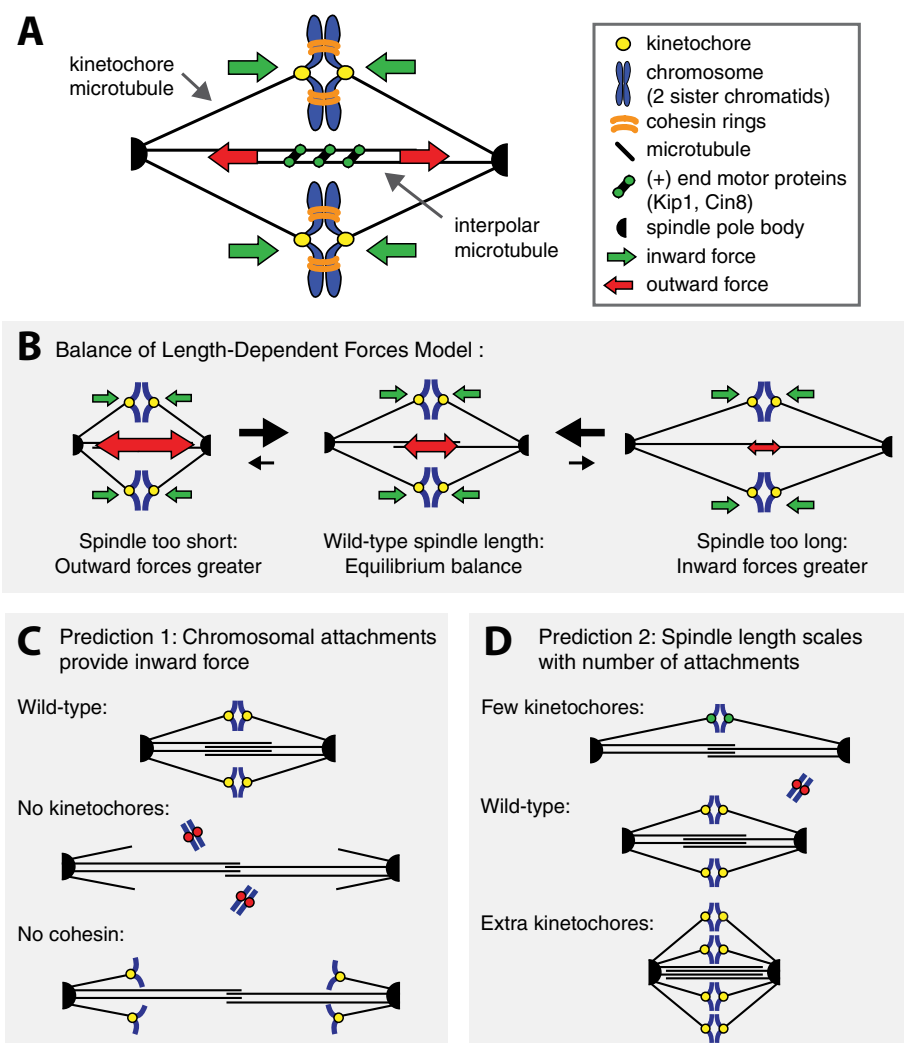 A
kinetochore
microtubule
interpolar
microtubule
kinetochore
chromosome
(2 sister chromatids)
cohesin rings
microtubule
(+) end motor proteins
(Kip1, Cin8)
spindle pole body
inward force
outward force
B Balance of Length-Dependent Forces Model :
Spindle too short:
Outward forces greater
Wild-type spindle length:
Equilibrium balance
Spindle too long:
Inward forces greater
C Prediction 1: Chromosomal attachments
provide inward force
Wild-type:
No kinetochores:
No cohesin:
D Prediction 2: Spindle length scales
with number of attachments
Few kinetochores:
Wild-type:
Extra kinetochores: